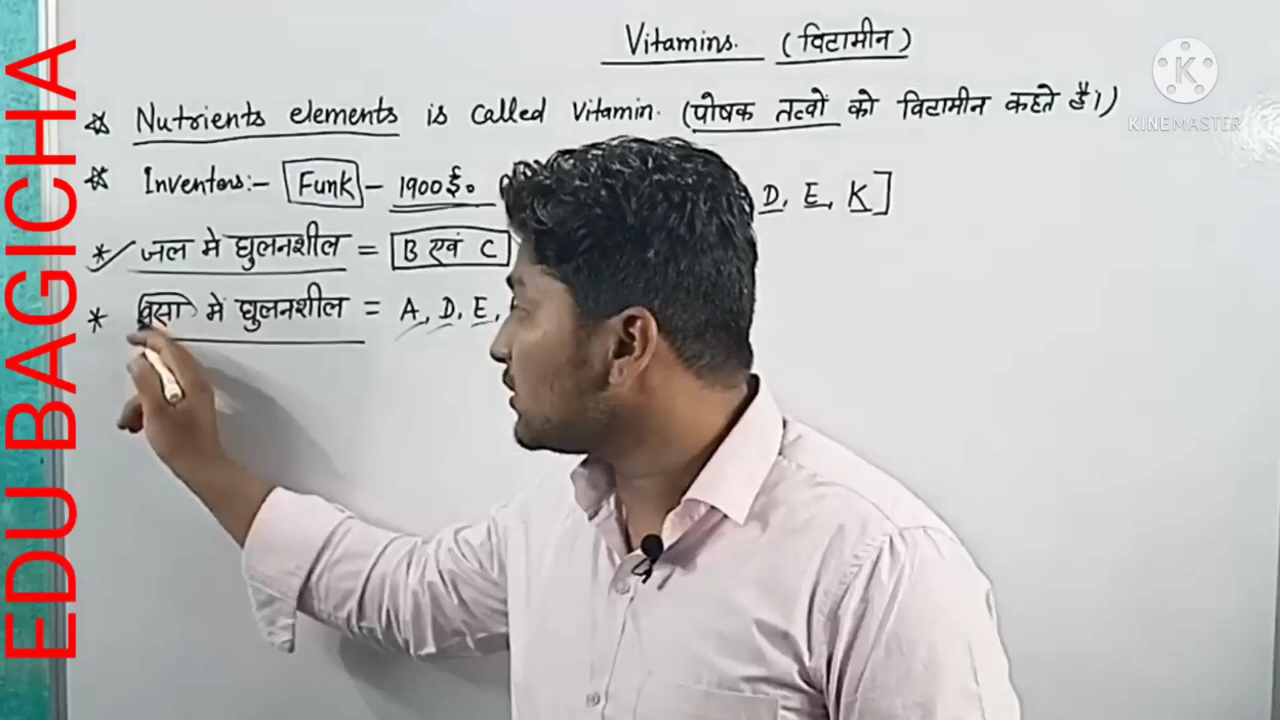 Vitamins. (विटामीन)
☆ Nutrients elements is called Vitamin. (पोषक तत्वों को विटामीन कहते है।)
☆ Inventors:- Funk - 1900 ई० D, E, K]
* ✓ जल मे घुलनशील = B एवं C
* वसा में घुलनशील = A, D, E,
EDU BAGICHA
KINEMASTER